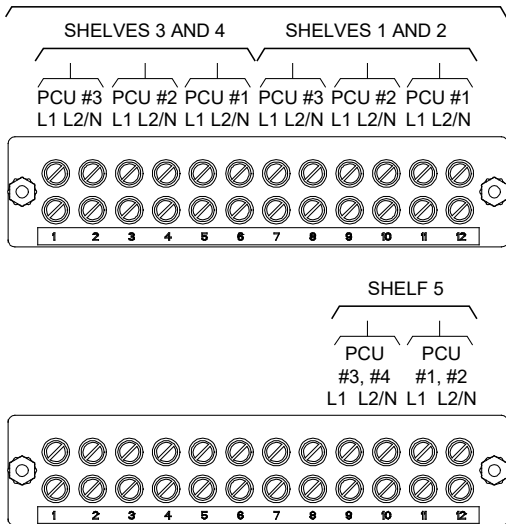 SHELVES 3 AND 4 SHELVES 1 AND 2
PCU #3 PCU #2 PCU #1 PCU #3 PCU #2 PCU #1
L1 L2/N L1 L2/N L1 L2/N L1 L2/N L1 L2/N L1 L2/N
1 2 3 4 5 6 7 8 9 10 11 12
SHELF 5
PCU PCU
#3, #4 #1, #2
L1 L2/N L1 L2/N
1 2 3 4 5 6 7 8 9 10 11 12